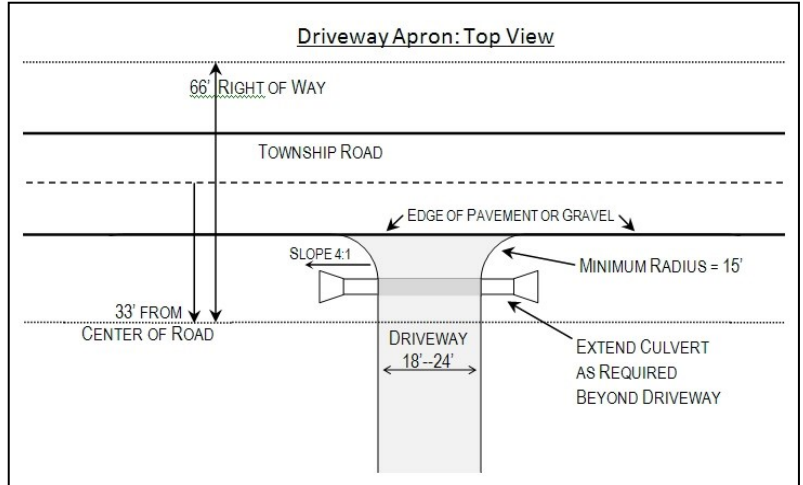 Driveway Apron: Top View
66' RIGHT OF WAY
TOWNSHIP ROAD
EDGE OF PAVEMENT OR GRAVEL
SLOPE 4:1
MINIMUM RADIUS = 15'
33' FROM
CENTER OF ROAD
DRIVEWAY
18'--24'
EXTEND CULVERT
AS REQUIRED
BEYOND DRIVEWAY